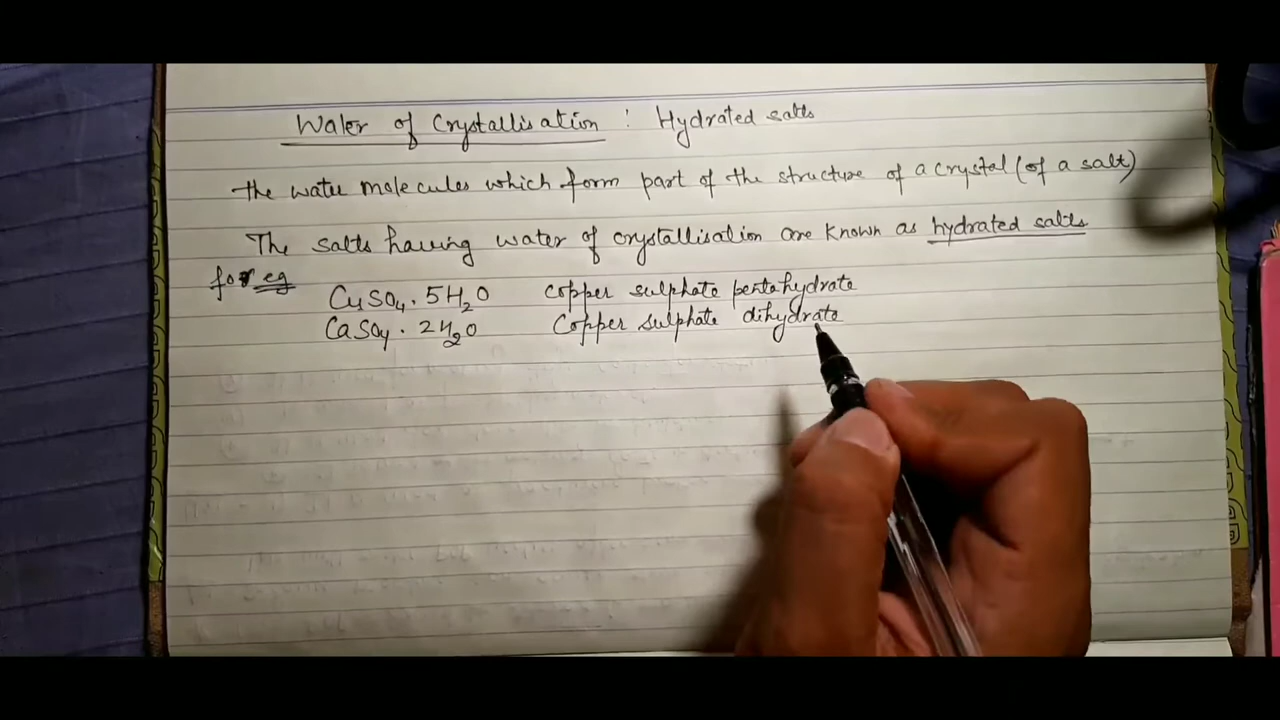 Water of Crystallisation : Hydrated salts
The water molecules which form part of the structure of a crystal (of a salt)
The salts having water of crystallisation are known as hydrated salts
for eg
CuSO₄. 5H₂O copper sulphate pentahydrate
CaSO₄ . 2H₂O Copper sulphate dihydrate